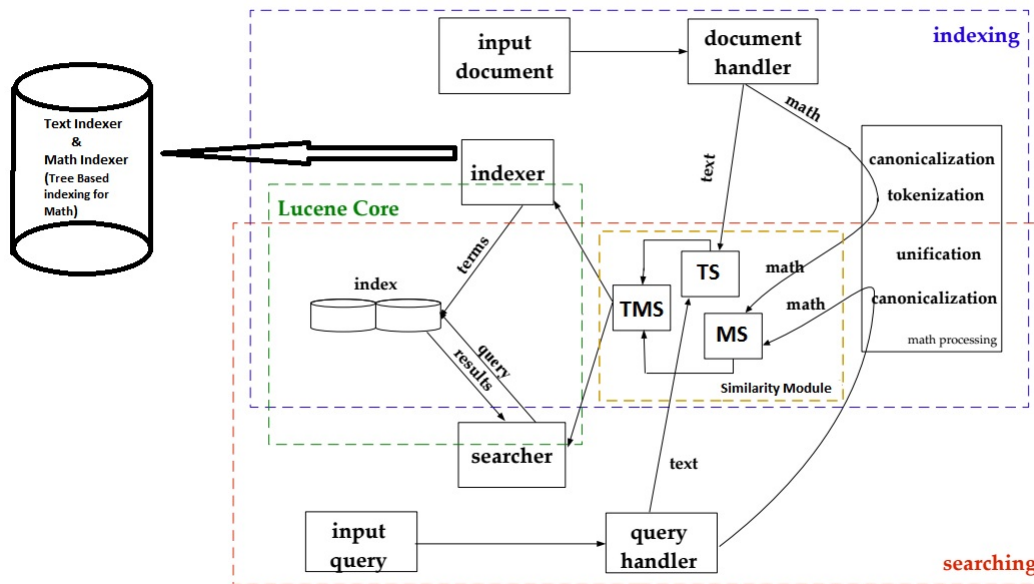 indexing
input
document
document
handler
math
text
Text Indexer
&
Math Indexer
(Tree Based
indexing for
Math)
indexer
canonicalization
tokenization
unification
canonicalization
math processing
Lucene Core
terms
index
query
results
TS
TMS
MS
math
math
Similarity Module
searcher
text
input
query
query
handler
searching